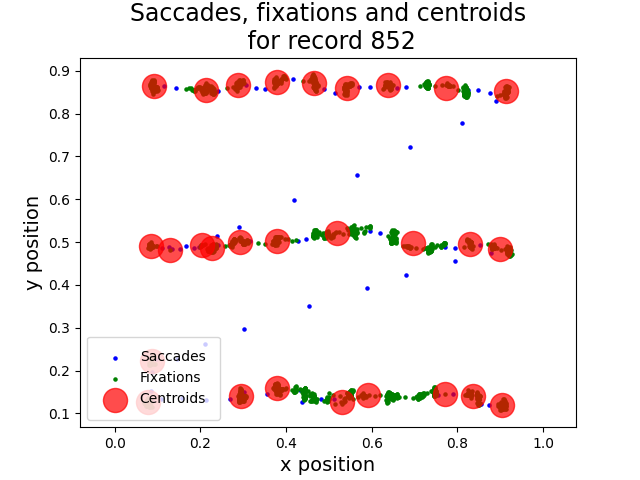 Saccades, fixations and centroids
for record 852
y position
0.9
0.8
0.7
0.6
0.5
0.4
0.3
0.2
0.1
Saccades
Fixations
Centroids
0.0 0.2 0.4 0.6 0.8 1.0
x position